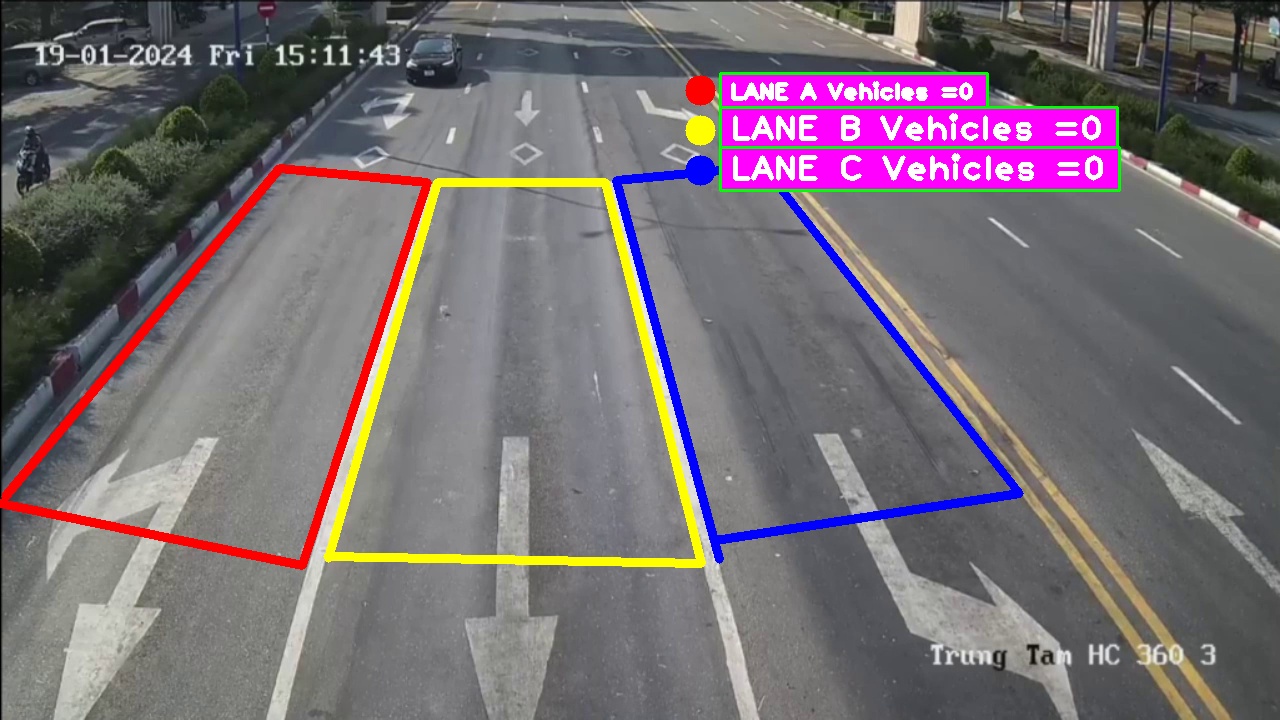 19-01-2024 Fri 15:11:43
LANE A Vehicles =0
LANE B Vehicles =0
LANE C Vehicles =0
Trung Tam HC 360 3